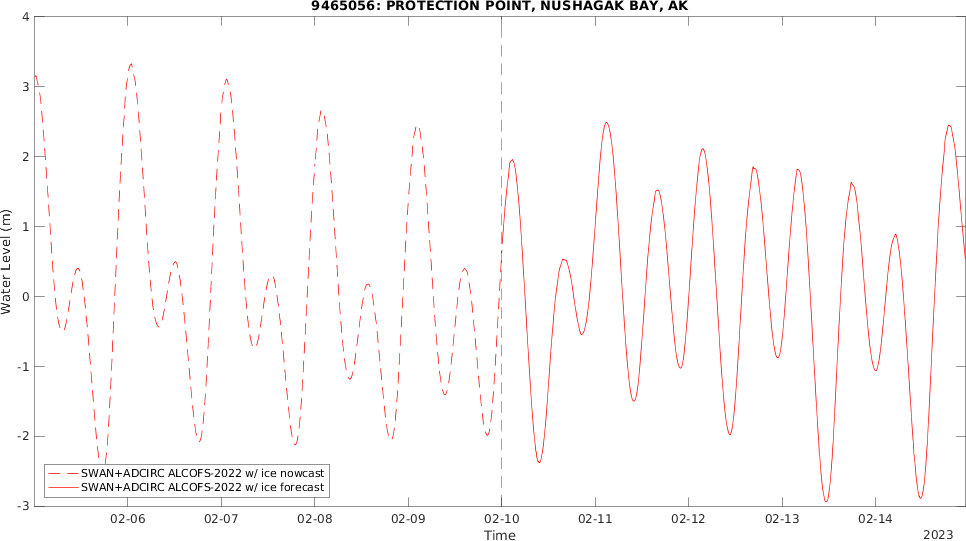 9465056: PROTECTION POINT, NUSHAGAK BAY, AK
Water Level (m)
4
3
2
1
0
-1
-2
-3
SWAN+ADCIRC ALCOFS-2022 w/ ice nowcast
SWAN+ADCIRC ALCOFS-2022 w/ ice forecast
02-06 02-07 02-08 02-09 02-10 02-11 02-12 02-13 02-14
Time
2023